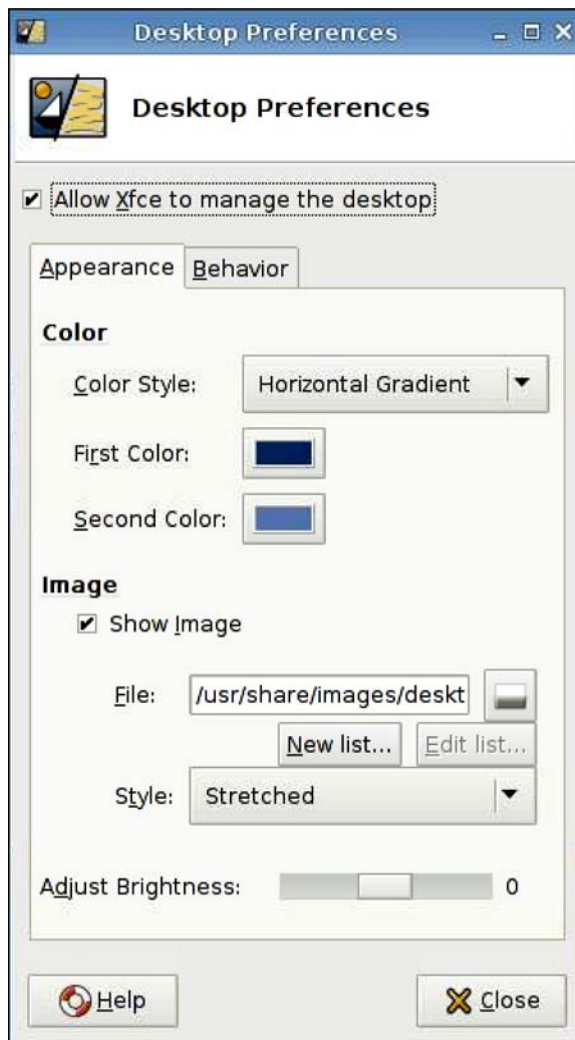 Desktop Preferences
Desktop Preferences
Allow Xfce to manage the desktop
Appearance Behavior
Color
Color Style: Horizontal Gradient
First Color:
Second Color:
Image
Show Image
File: /usr/share/images/deskt
New list... Edit list...
Style: Stretched
Adjust Brightness: 0
Help Close